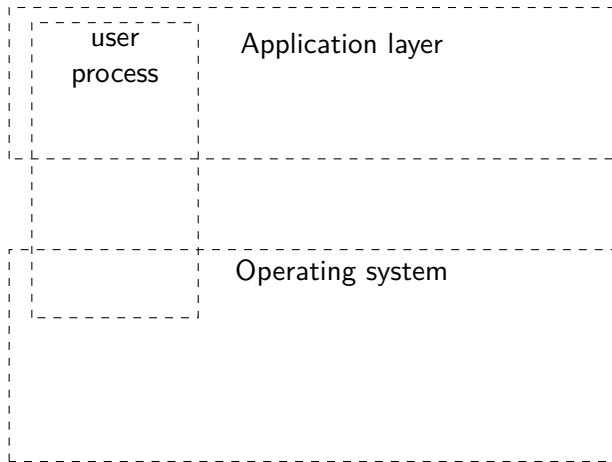 user
process
Application layer
Operating system